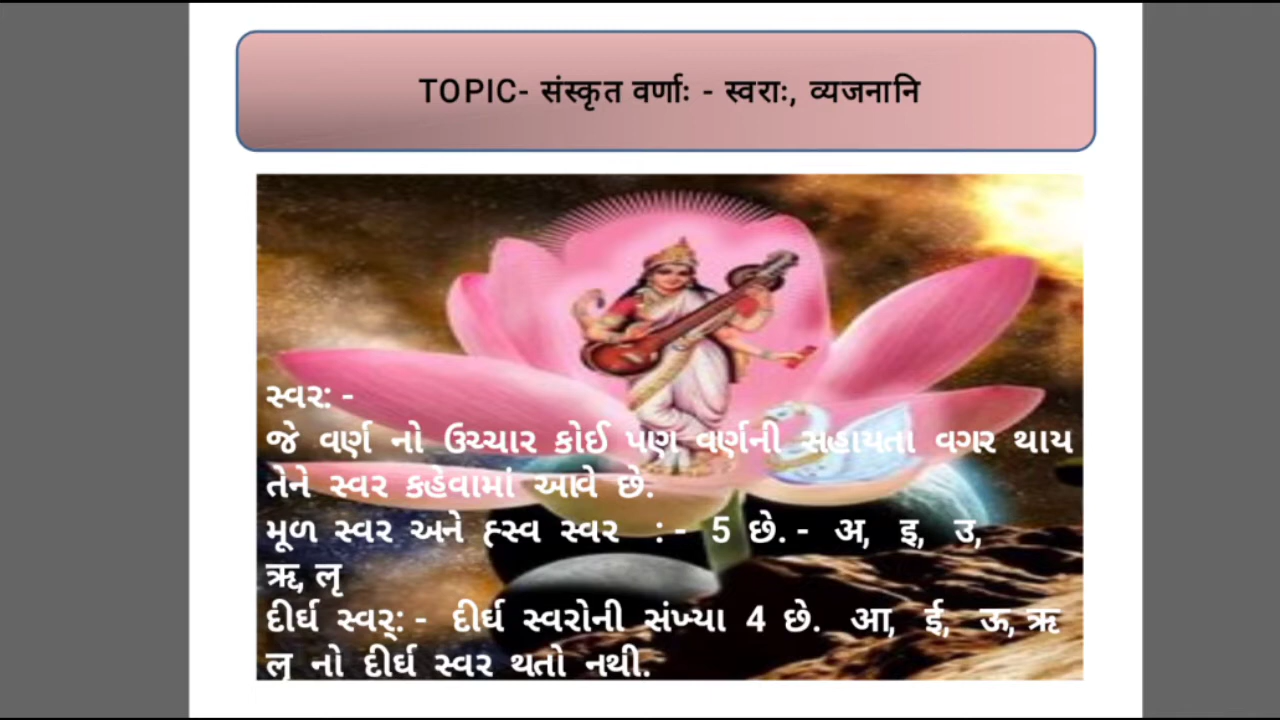 TOPIC- संस्कृत वर्णाः - स्वराः, व्यजनानि
સ્વર: -
જે વર્ણ નો ઉચ્ચાર કોઈ પણ વર્ણની સહાયતા વગર થાય
તેને સ્વર કહેવામાં આવે છે.
મૂળ સ્વર અને હ્સ્વ સ્વર : - 5 છે. - अ, इ, उ,
ऋ, लृ
દીર્ઘ સ્વર્: - દીર્ઘ સ્વરોની સંખ્યા 4 છે. आ, ई, ऊ, ऋ
लृ નો દીર્ઘ સ્વર થતો નથી.